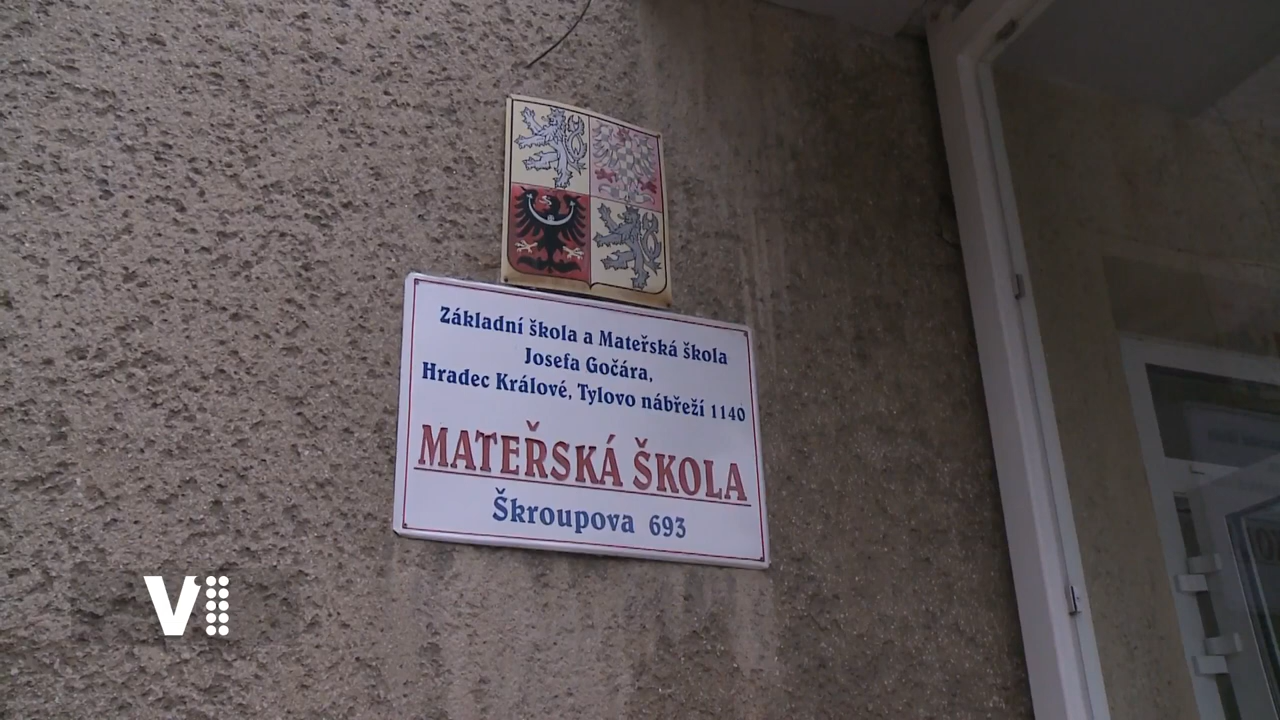 Základní škola a Mateřská škola
Josefa Gočára,
Hradec Králové, Tylovo nábřeží 1140
MATEŘSKÁ ŠKOLA
Škroupova 693
V